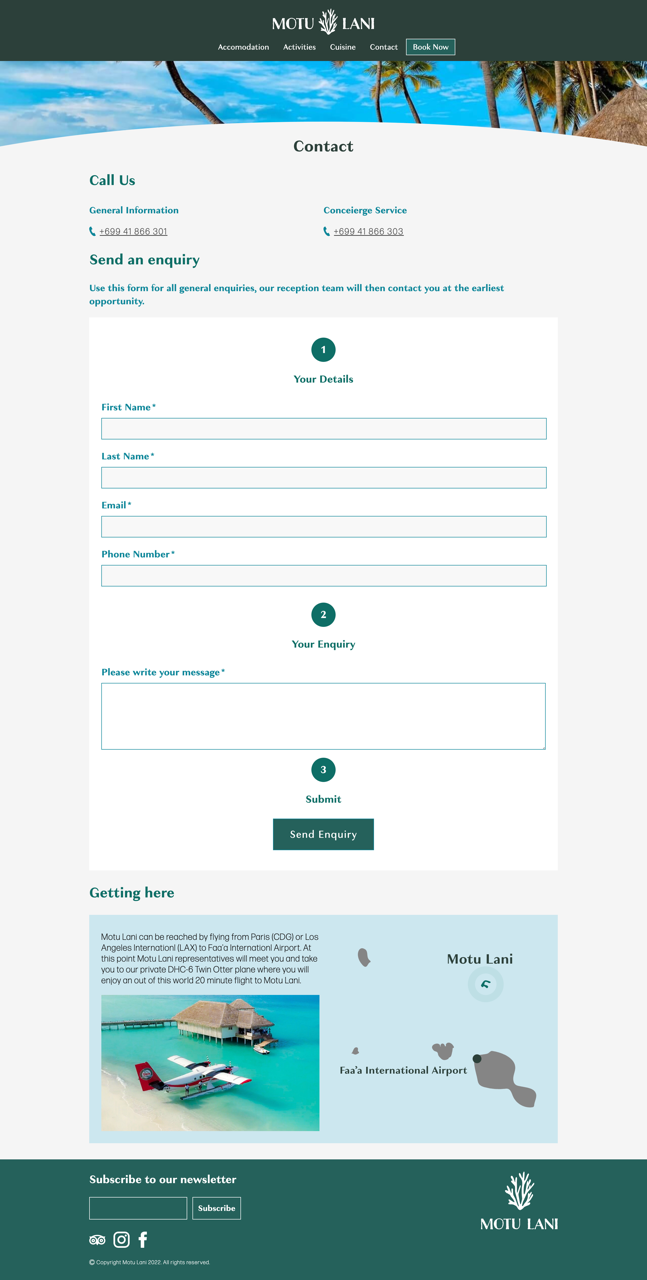 MOTU LANI
Accomodation Activities Cuisine Contact Book Now
Contact
Call Us
General Information
+699 41 866 301
Conceierge Service
+699 41 866 303
Send an enquiry
Use this form for all general enquiries, our reception team will then contact you at the earliest
opportunity.
1
Your Details
First Name*
Last Name*
Email*
Phone Number*
2
Your Enquiry
Please write your message*
3
Submit
Send Enquiry
Getting here
Motu Lani can be reached by flying from Paris (CDG) or Los
Angeles Internationl (LAX) to Faa'a Internationl Airport. At
this point Motu Lani representatives will meet you and take
you to our private DHC-6 Twin Otter plane where you will
enjoy an out of this world 20 minute flight to Motu Lani.
Motu Lani
Faa'a International Airport
Subscribe to our newsletter
Subscribe
© Copyright Motu Lani 2022. All rights reserved.
MOTU LANI